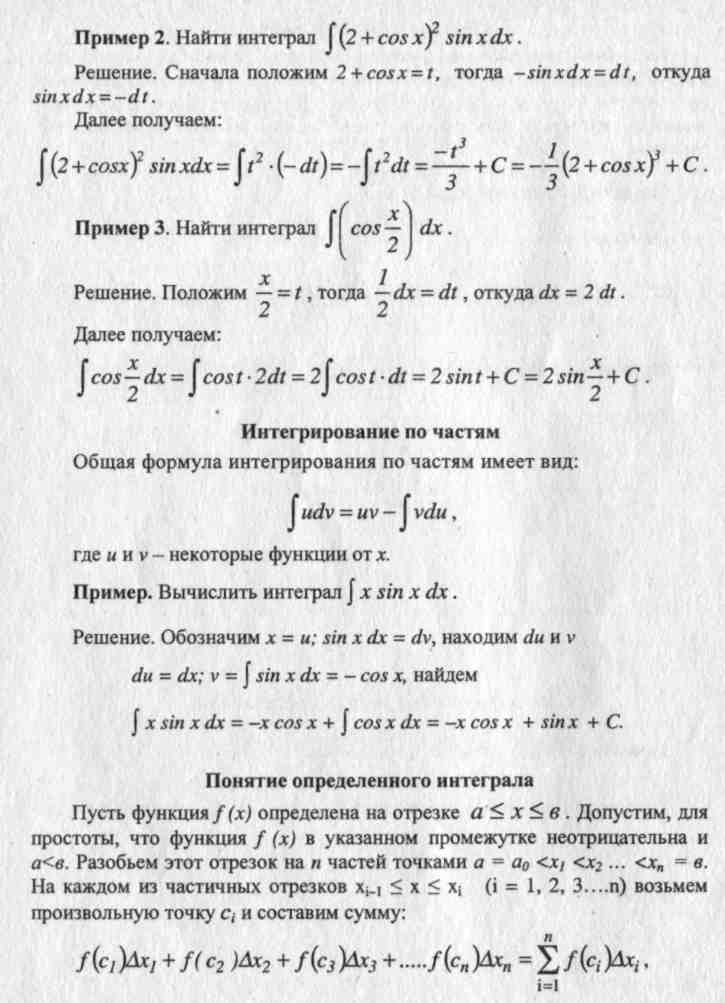 Пример 2. Найти интеграл ∫(2 + cos x)² sin x dx .
Решение. Сначала положим 2 + cos x = t, тогда –sin x dx = dt, откуда
sin x dx = –dt .
Далее получаем:
∫(2 + cosx)² sin xdx = ∫t² · (–dt) = –∫t² dt = –t³/3 + C = –1/3 (2 + cos x)³ + C .
Пример 3. Найти интеграл ∫(cos x/2) dx .
Решение. Положим x/2 = t , тогда 1/2 dx = dt , откуда dx = 2 dt .
Далее получаем:
∫cos x/2 dx = ∫cos t · 2dt = 2∫cos t · dt = 2 sin t + C = 2 sin x/2 + C .
Интегрирование по частям
Общая формула интегрирования по частям имеет вид:
∫udv = uv – ∫vdu ,
где u и v – некоторые функции от x.
Пример. Вычислить интеграл ∫ x sin x dx .
Решение. Обозначим x = u; sin x dx = dv, находим du и v
du = dx; v = ∫ sin x dx = – cos x, найдем
∫ x sin x dx = –x cos x + ∫ cos x dx = –x cos x + sin x + C.
Понятие определенного интеграла
Пусть функция f (x) определена на отрезке a ≤ x ≤ в . Допустим, для
простоты, что функция f (x) в указанном промежутке неотрицательна и
a<в. Разобьем этот отрезок на n частей точками a = a₀ <x₁ <x₂ ... <xₙ = в.
На каждом из частичных отрезков xᵢ₋₁ ≤ x ≤ xᵢ (i = 1, 2, 3….n) возьмем
произвольную точку cᵢ и составим сумму:
f(c₁)Δx₁ + f( c₂ )Δx₂ + f(c₃)Δx₃ + .....f(cₙ)Δxₙ = ∑ⁿᵢ₌₁ f(cᵢ)Δxᵢ ,